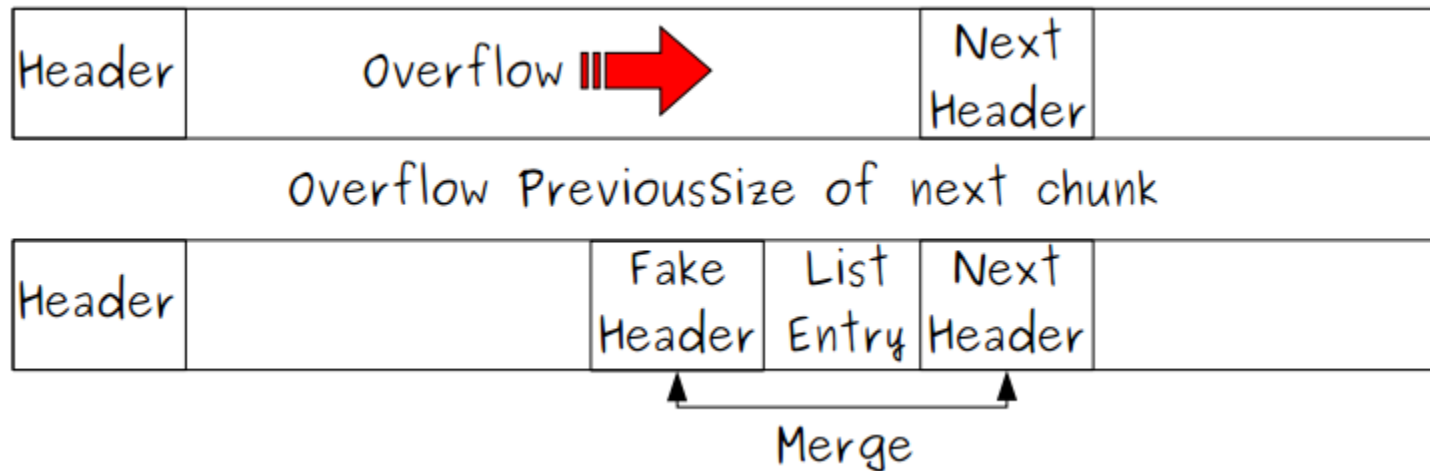 Header
Overflow
Next
Header
Overflow PreviousSize of next chunk
Header
Fake
Header
List
Entry
Next
Header
Merge